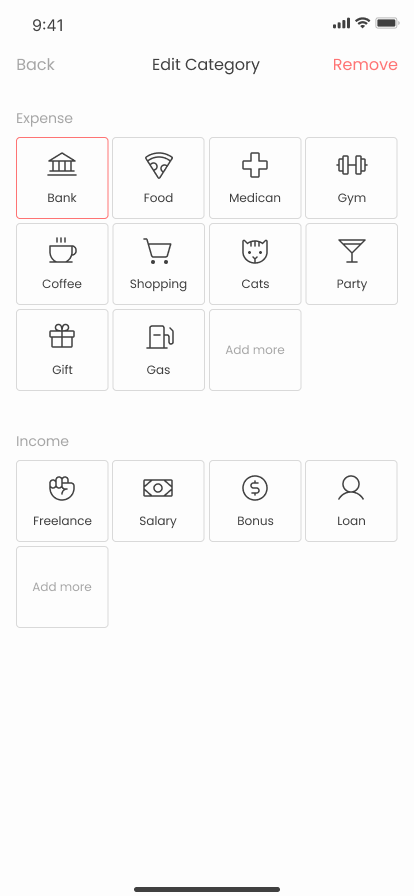 9:41
Back Edit Category Remove
Expense
Bank Food Medican Gym
Coffee Shopping Cats Party
Gift Gas Add more
Income
Freelance Salary Bonus Loan
Add more